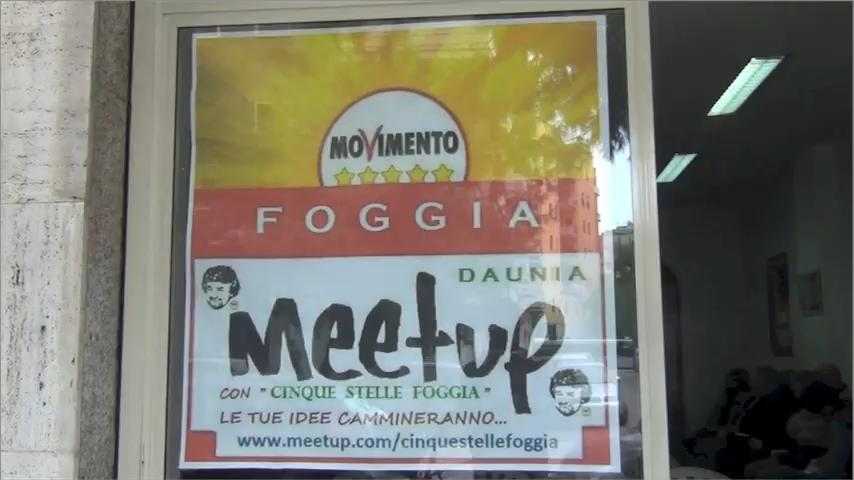 MOVIMENTO
FOGGIA
DAUNIA
meetup
CON "CINQUE STELLE FOGGIA"
LE TUE IDEE CAMMINERANNO...
www.meetup.com/cinquestellefoggia